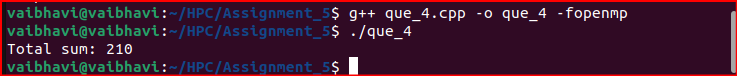 vaibhavi@vaibhavi:~/HPC/Assignment_5$ g++ que_4.cpp -o que_4 -fopenmp
vaibhavi@vaibhavi:~/HPC/Assignment_5$ ./que_4
Total sum: 210
vaibhavi@vaibhavi:~/HPC/Assignment_5$